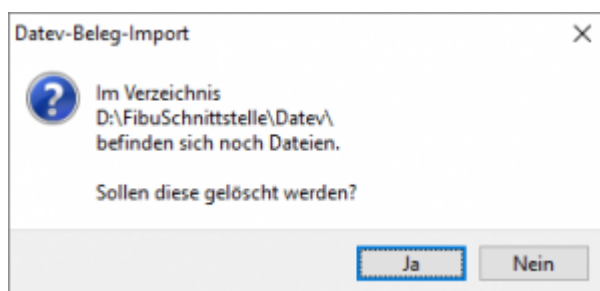 Datev-Beleg-Import
Im Verzeichnis
D:\FibuSchnittstelle\Datev\
befinden sich noch Dateien.
Sollen diese gelöscht werden?
Ja Nein